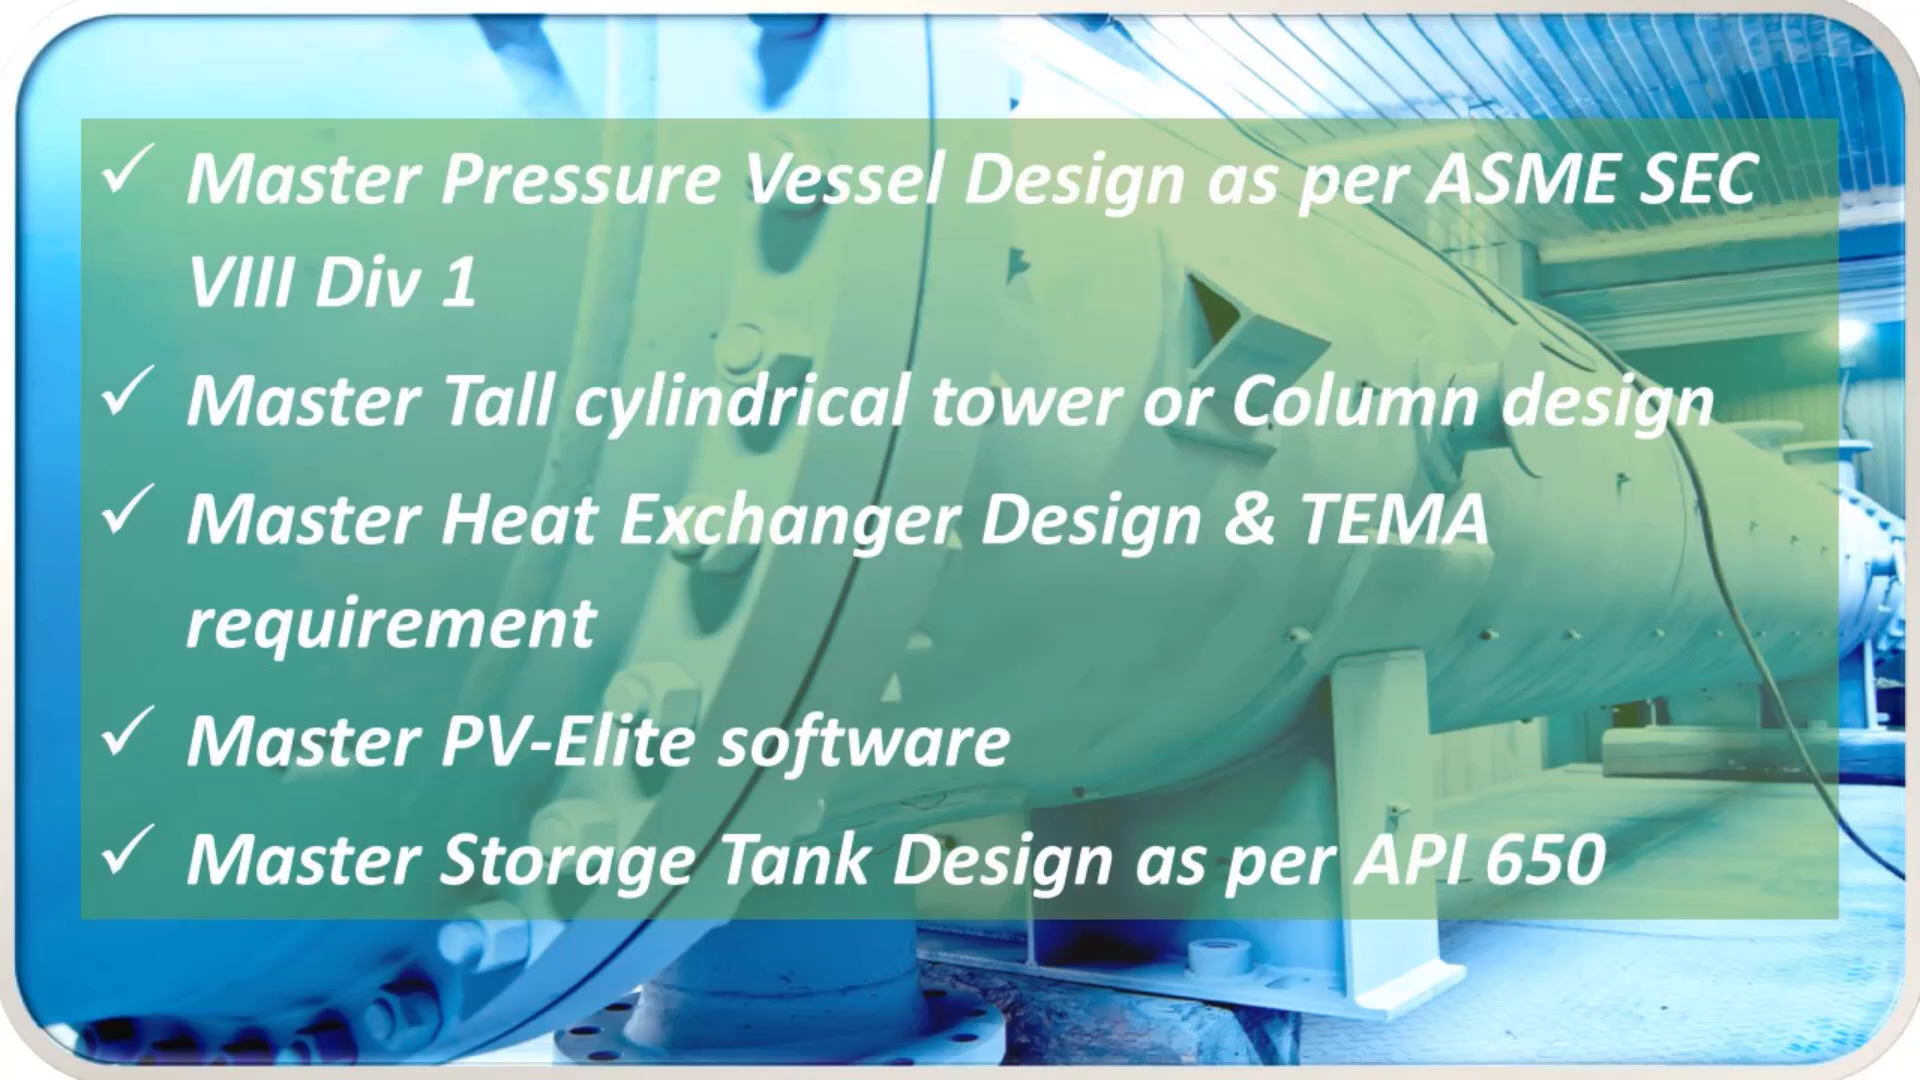 ✓ Master Pressure Vessel Design as per ASME SEC
VIII Div 1
✓ Master Tall cylindrical tower or Column design
✓ Master Heat Exchanger Design & TEMA
requirement
✓ Master PV-Elite software
✓ Master Storage Tank Design as per API 650